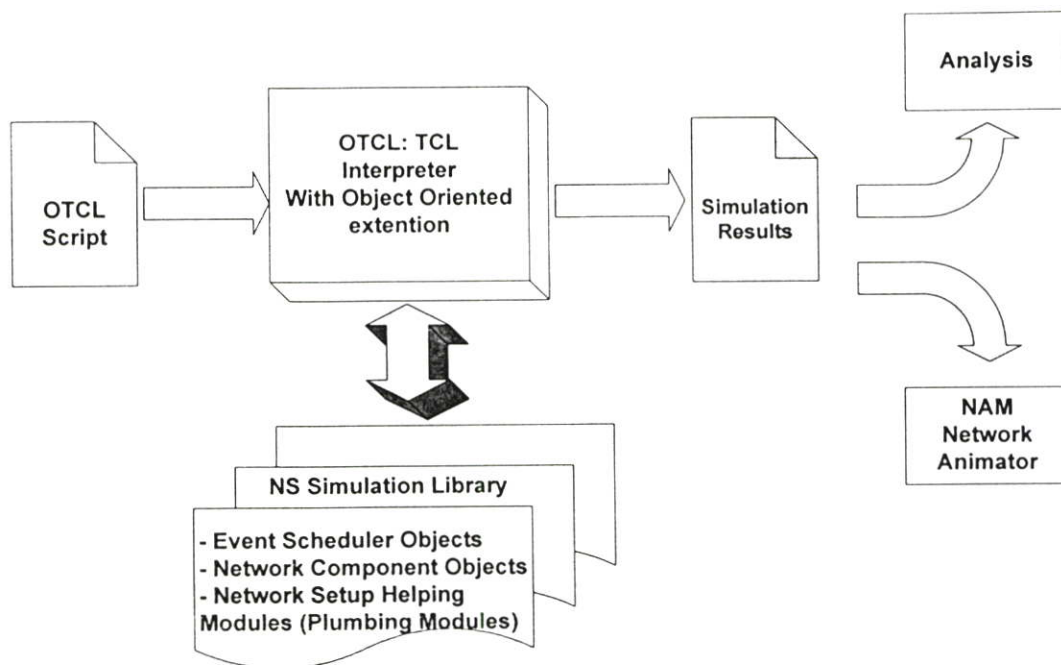 OTCL
Script
OTCL: TCL
Interpreter
With Object Oriented
extention
Simulation
Results
Analysis
NAM
Network
Animator
NS Simulation Library
- Event Scheduler Objects
- Network Component Objects
- Network Setup Helping
Modules (Plumbing Modules)